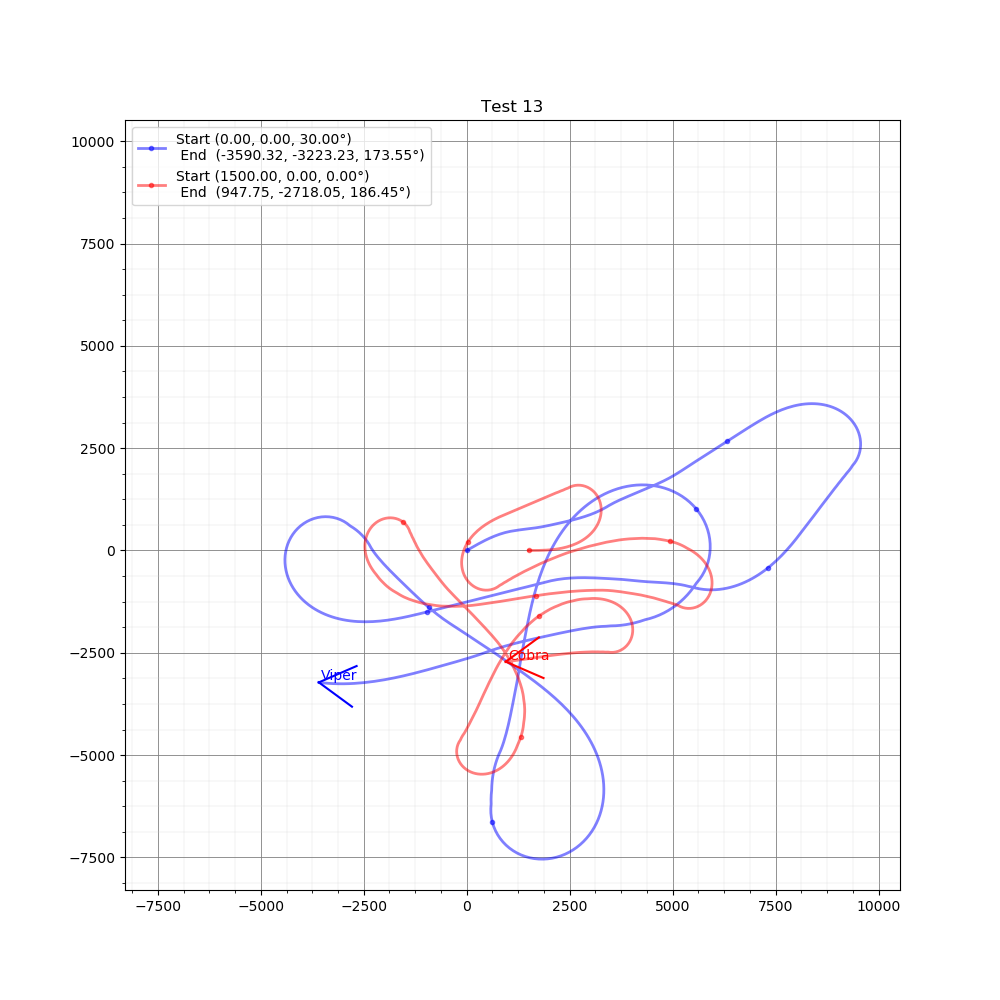 Test 13
Start (0.00, 0.00, 30.00°)
End (-3590.32, -3223.23, 173.55°)
Start (1500.00, 0.00, 0.00°)
End (947.75, -2718.05, 186.45°)
10000
7500
5000
2500
0
−2500
−5000
−7500
Cobra
Viper
−7500 −5000 −2500 0 2500 5000 7500 10000